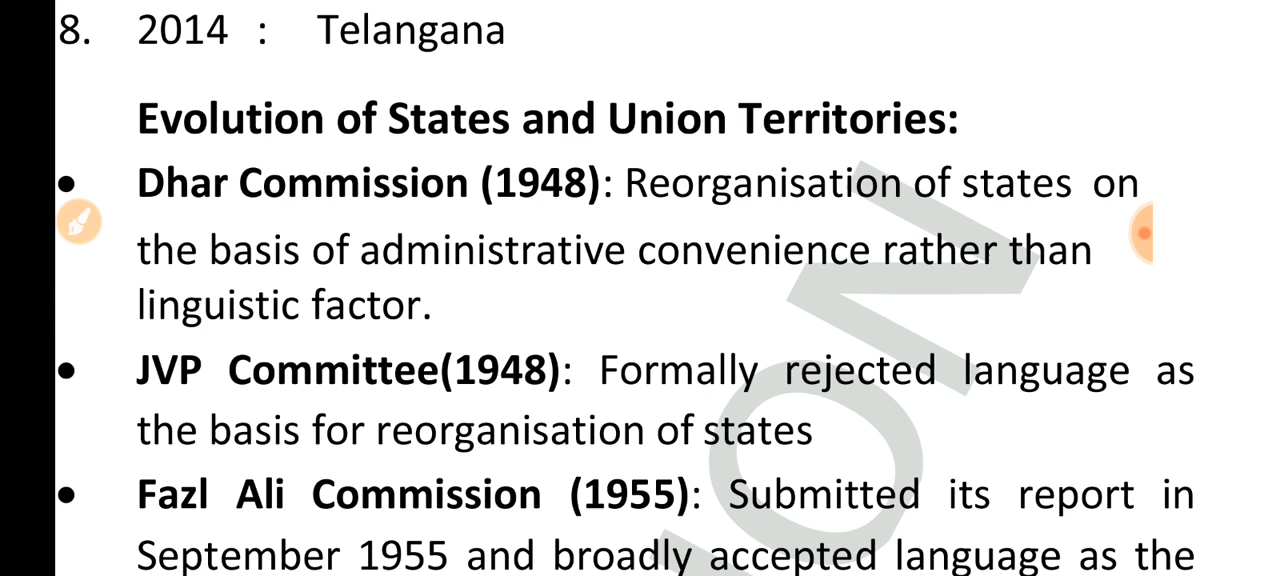 8. 2014 : Telangana
Evolution of States and Union Territories:
• Dhar Commission (1948): Reorganisation of states on
the basis of administrative convenience rather than
linguistic factor.
• JVP Committee(1948): Formally rejected language as
the basis for reorganisation of states
• Fazl Ali Commission (1955): Submitted its report in
September 1955 and broadly accepted language as the